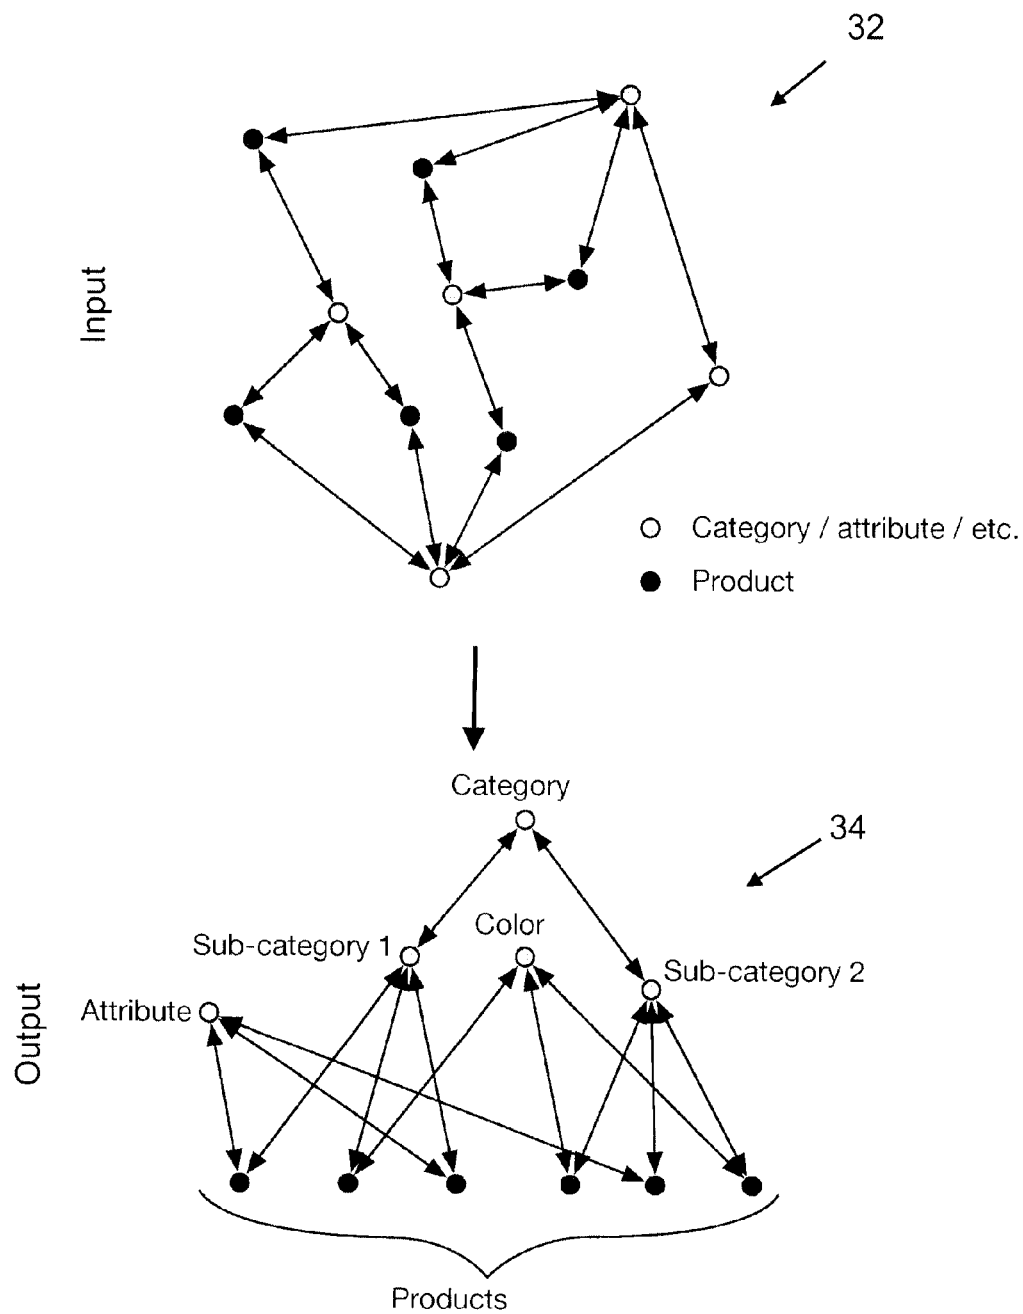 32
Input
Category / attribute / etc.
Product
Category
34
Color
Sub-category 1
Sub-category 2
Attribute
Output
Products